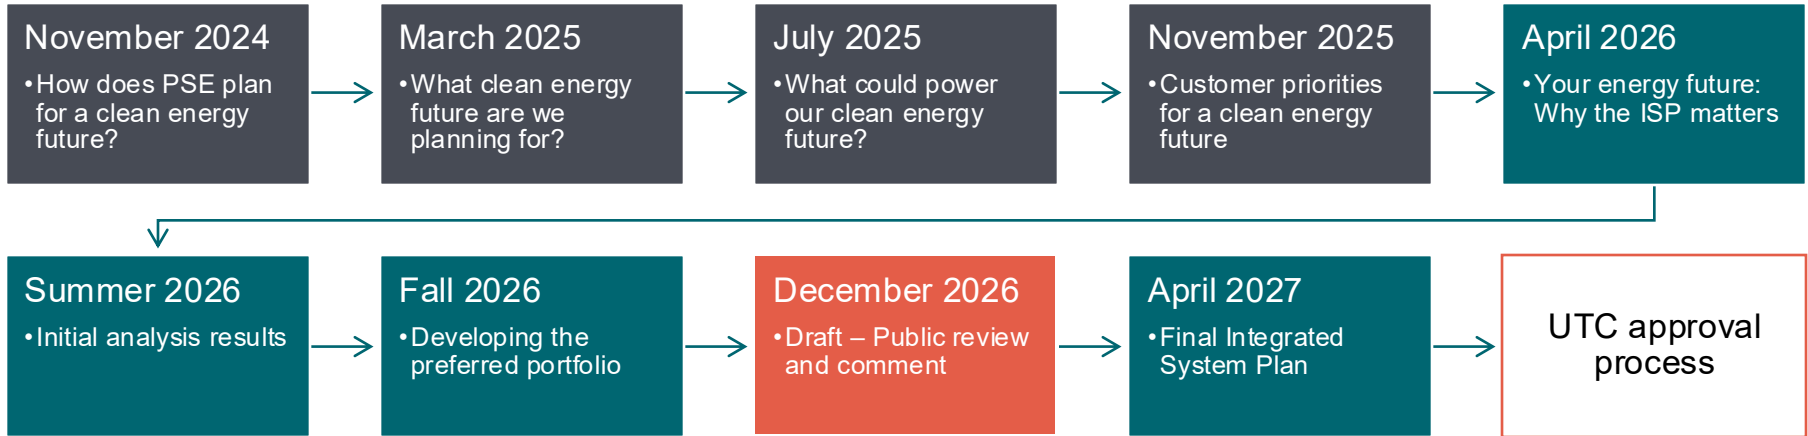 November 2024
•How does PSE plan
for a clean energy
future?
March 2025
•What clean energy
future are we
planning for?
July 2025
•What could power
our clean energy
future?
November 2025
•Customer priorities
for a clean energy
future
April 2026
•Your energy future:
Why the ISP matters
Summer 2026
•Initial analysis results
Fall 2026
•Developing the
preferred portfolio
December 2026
•Draft – Public review
and comment
April 2027
•Final Integrated
System Plan
UTC approval
process